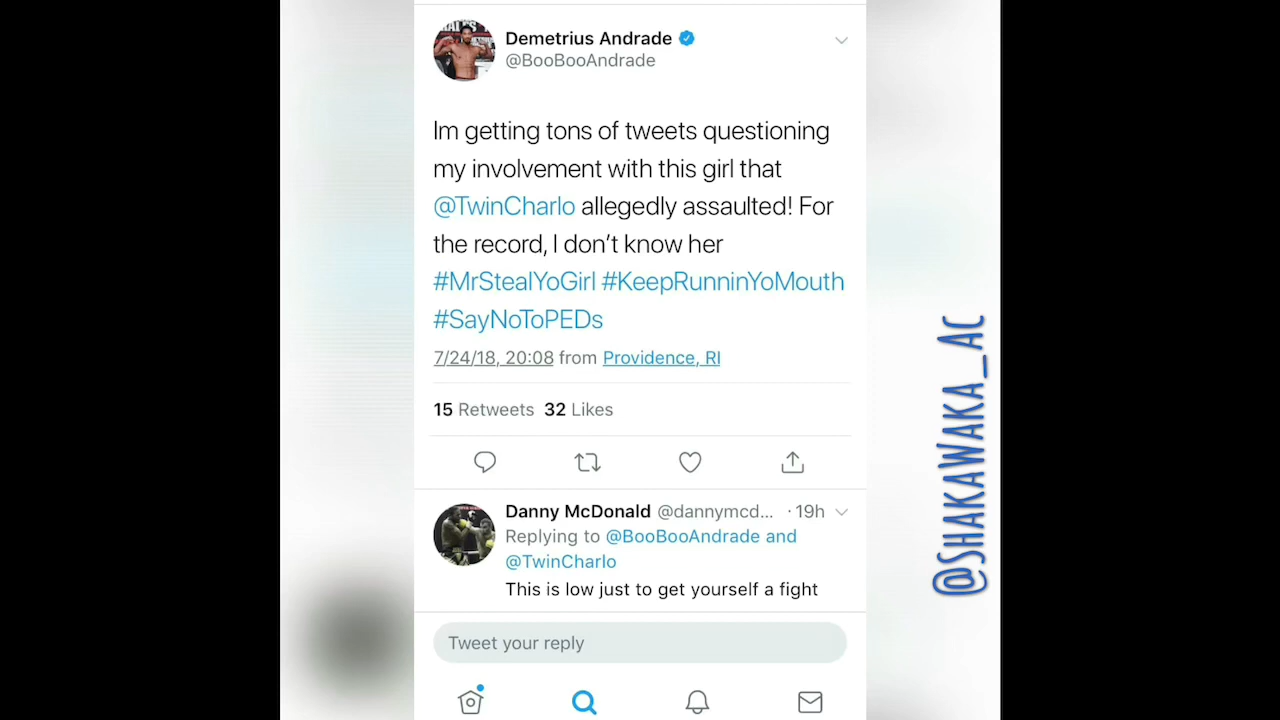 Demetrius Andrade
@BooBooAndrade
Im getting tons of tweets questioning
my involvement with this girl that
@TwinCharlo allegedly assaulted! For
the record, I don’t know her
#MrStealYoGirl #KeepRunninYoMouth
#SayNoToPEDs
7/24/18, 20:08 from Providence, RI
15 Retweets 32 Likes
Danny McDonald @dannymcd... · 19h
Replying to @BooBooAndrade and
@TwinCharlo
This is low just to get yourself a fight
Tweet your reply
@SHAKAWAKA_AC